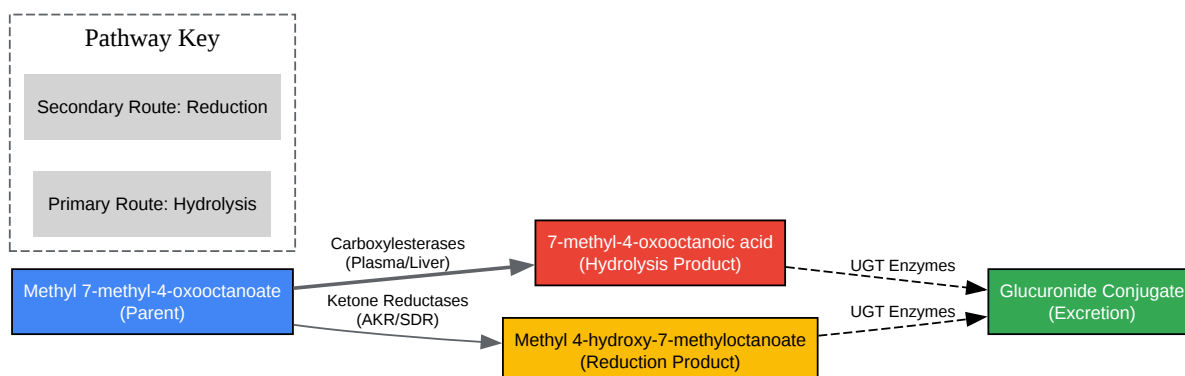 Pathway Key
Secondary Route: Reduction
Primary Route: Hydrolysis
Methyl 7-methyl-4-oxooctanoate
(Parent)
Carboxylesterases
(Plasma/Liver)
Ketone Reductases
(AKR/SDR)
7-methyl-4-oxooctanoic acid
(Hydrolysis Product)
Methyl 4-hydroxy-7-methyloctanoate
(Reduction Product)
UGT Enzymes
UGT Enzymes
Glucuronide Conjugate
(Excretion)